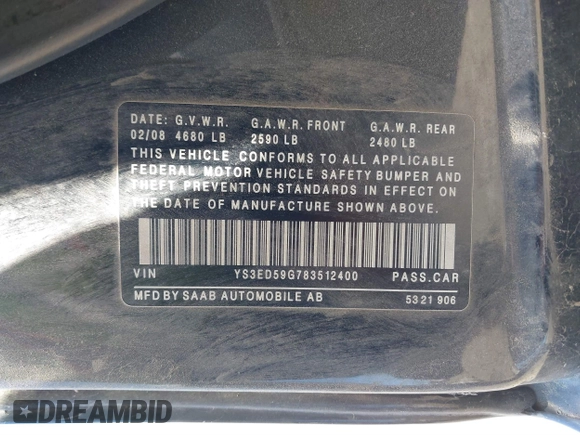 DATE: G.V.W.R. G.A.W.R. FRONT G.A.W.R. REAR
02/08 4680 LB 2590 LB 2480 LB
THIS VEHICLE CONFORMS TO ALL APPLICABLE
FEDERAL MOTOR VEHICLE SAFETY BUMPER AND
THEFT PREVENTION STANDARDS IN EFFECT ON
THE DATE OF MANUFACTURE SHOWN ABOVE.
VIN YS3ED59G783512400 PASS.CAR
MFD BY SAAB AUTOMOBILE AB 5321 906
DREAMBID